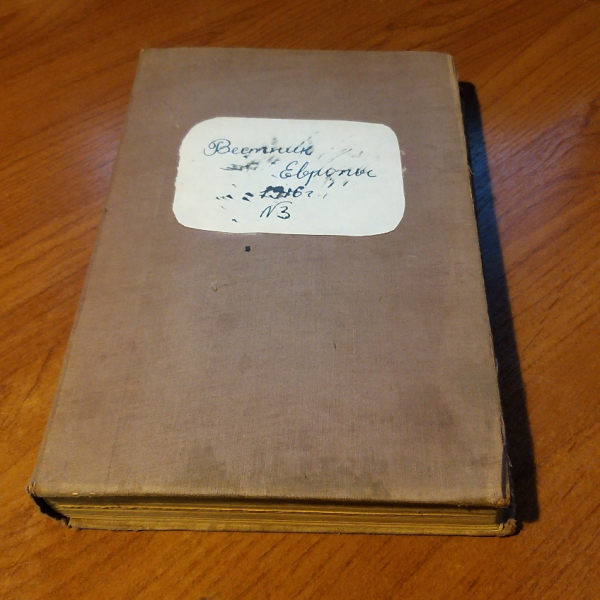 Вестник
Европы
1916г.
№3